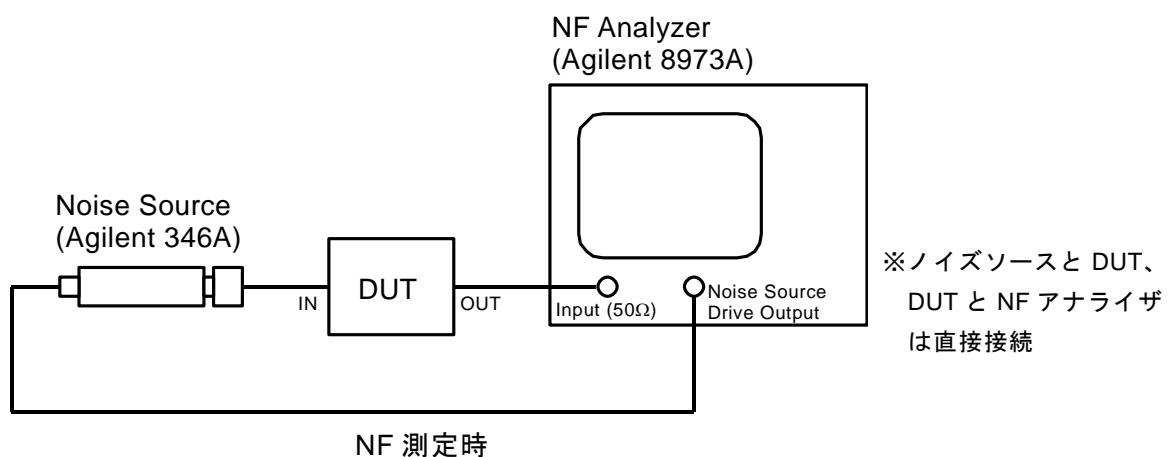 NF Analyzer
(Agilent 8973A)
Noise Source
(Agilent 346A)
IN
DUT
OUT
Input (50Ω)
Noise Source
Drive Output
※ノイズソースと DUT、
DUT と NF アナライザ
は直接接続
NF 測定時